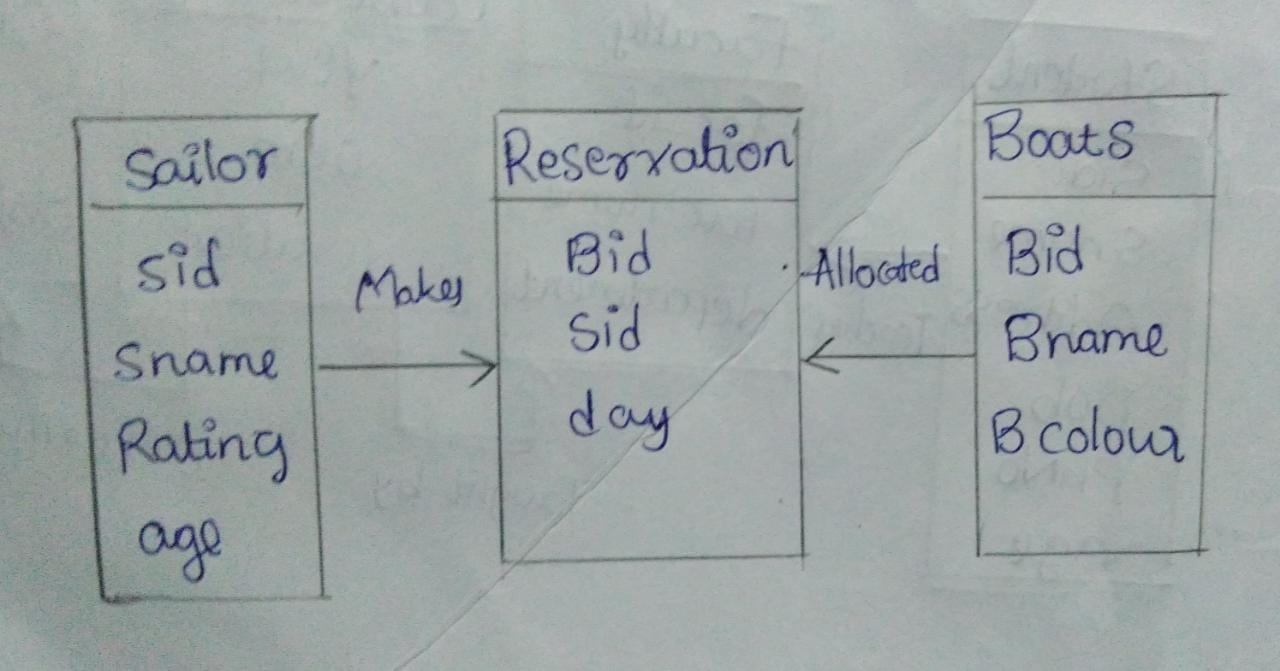 Sailor
Sid
Sname
Rating
age
Makes
Reservation
Bid
Sid
day
Allocated
Boats
Bid
Bname
B colour